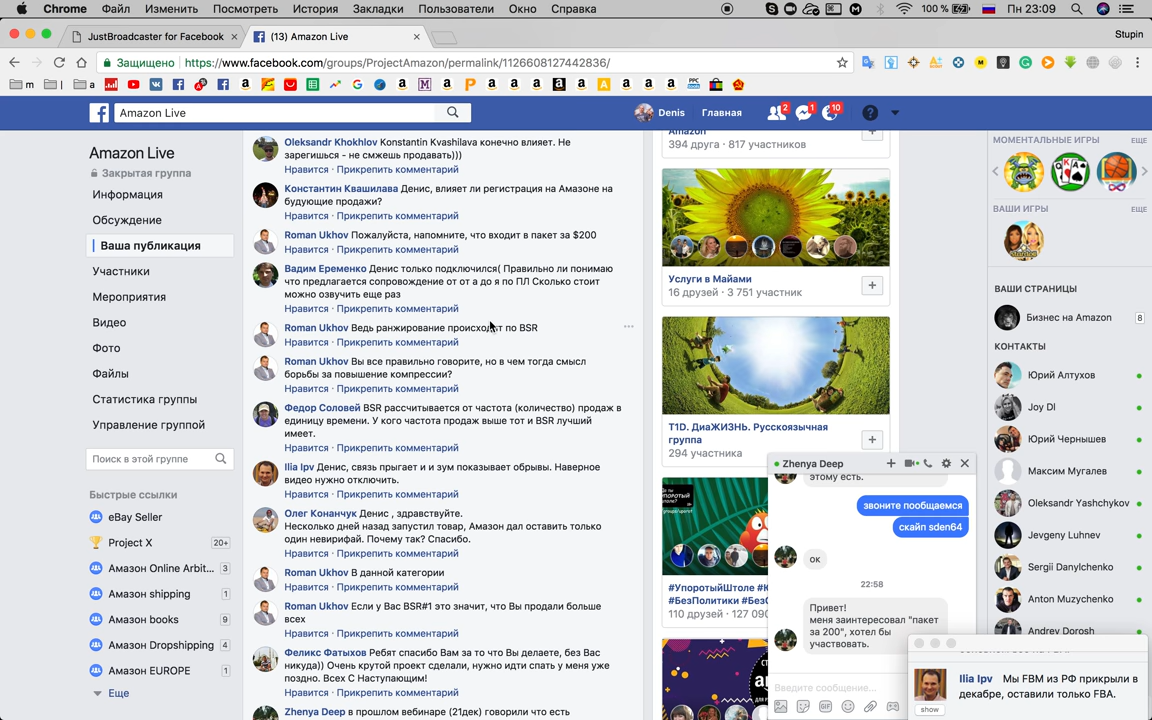 Chrome Файл Изменить Посмотреть История Закладки Пользователи Окно Справка 100 % Пн 23:09
JustBroadcaster for Facebook (13) Amazon Live Stupin
Защищено https://www.facebook.com/groups/ProjectAmazon/permalink/1126608127442836/
Amazon Live Denis Главная 2 1 10
Amazon Live
Закрытая группа
Информация
Обсуждение
Ваша публикация
Участники
Мероприятия
Видео
Фото
Файлы
Статистика группы
Управление группой
Поиск в этой группе
Быстрые ссылки
eBay Seller
Project X 20+
Амазон Online Arbit... 3
Амазон shipping 1
Амазон books 9
Амазон Dropshipping 4
Амазон EUROPE 1
Еще
Oleksandr Khokhlov Konstantin Kvashilava конечно влияет. Не
зарегишься - не смжешь продавать)))
Нравится · Прикрепить комментарий
Константин Квашилава Денис, влияет ли регистрация на Амазоне на
будующие продажи?
Нравится · Прикрепить комментарий
Roman Ukhov Пожалуйста, напомните, что входит в пакет за $200
Нравится · Прикрепить комментарий
Вадим Еременко Денис только подключился( Правильно ли понимаю
что предлагается сопровождение от от а до я по ПЛ Сколько стоит
можно озвучить еще раз
Нравится · Прикрепить комментарий
Roman Ukhov Ведь ранжирование происходит по BSR
Нравится · Прикрепить комментарий
Roman Ukhov Вы все правильно говорите, но в чем тогда смысл
борьбы за повышение компрессии?
Нравится · Прикрепить комментарий
Федор Соловей BSR рассчитывается от частота (количество) продаж в
единицу времени. У кого частота продаж выше тот и BSR лучший
имеет.
Нравится · Прикрепить комментарий
Ilia Ipv Денис, связь прыгает и и зум показывает обрывы. Наверное
видео нужно отключить.
Нравится · Прикрепить комментарий
Олег Конанчук Денис , здравствуйте.
Несколько дней назад запустил товар, Амазон дал оставить только
один неверифай. Почему так? Спасибо.
Нравится · Прикрепить комментарий
Roman Ukhov В данной категории
Нравится · Прикрепить комментарий
Roman Ukhov Если у Вас BSR#1 это значит, что Вы продали больше
всех
Нравится · Прикрепить комментарий
Феликс Фатыхов Ребят спасибо Вам за то что Вы делаете, без Вас
никуда)) Очень крутой проект сделали, нужно идти спать у меня уже
поздно. Всех С Наступающим!
Нравится · Прикрепить комментарий
Zhenya Deep в прошлом вебинаре (21дек) говорили что есть
Amazon
394 друга · 817 участников
Услуги в Майами
16 друзей · 3 751 участник
T1D. ДиаЖИЗНЬ. Русскоязычная
группа
294 участника
#УпоротыйШтоле
#БезПолитики
110 друзей
Zhenya Deep
этому есть.
звоните пообщаемся
скайп sden64
ок
22:58
Привет!
меня заинтересовал "пакет
за 200", хотел бы
участвовать.
Введите сообщение...
МОМЕНТАЛЬНЫЕ ИГРЫ ЕЩЕ
ВАШИ ИГРЫ ЕЩЕ
ВАШИ СТРАНИЦЫ
Бизнес на Amazon 8
КОНТАКТЫ
Юрий Алтухов
Joy Dl
Юрий Чернышев
Максим Мугалев
Oleksandr Yashchykov
Jevgeny Luhnev
Sergii Danylchenko
Anton Muzychenko
Andrey Dorosh
Ilia Ipv Мы FBM из РФ прикрыли в
декабре, оставили только FBA.
show